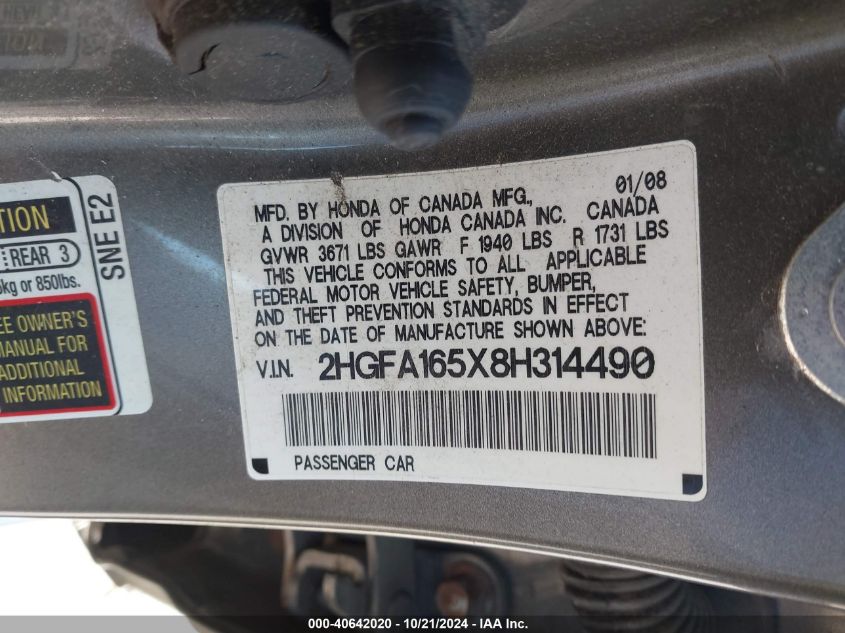 TION
REAR 3
kg or 850lbs.
EE OWNER'S
MANUAL FOR
ADDITIONAL
INFORMATION
SNE E2
01/08
MFD. BY HONDA OF CANADA MFG.,
A DIVISION OF HONDA CANADA INC. CANADA
GVWR 3671 LBS GAWR F 1940 LBS R 1731 LBS
THIS VEHICLE CONFORMS TO ALL APPLICABLE
FEDERAL MOTOR VEHICLE SAFETY, BUMPER,
AND THEFT PREVENTION STANDARDS IN EFFECT
ON THE DATE OF MANUFACTURE SHOWN ABOVE:
V.I.N. 2HGFA165X8H314490
PASSENGER CAR
000-40642020 - 10/21/2024 - IAA Inc.